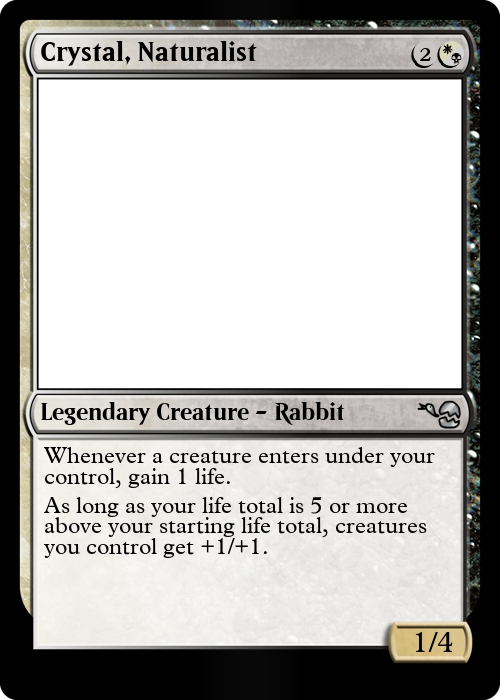 Crystal, Naturalist
2
Legendary Creature – Rabbit
Whenever a creature enters under your
control, gain 1 life.
As long as your life total is 5 or more
above your starting life total, creatures
you control get +1/+1.
1/4